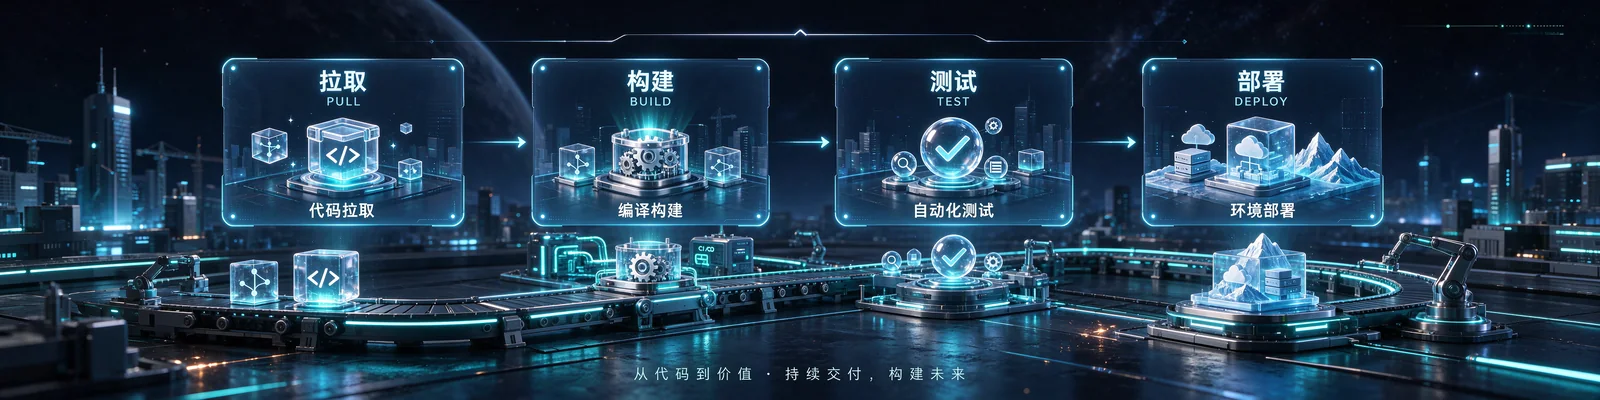 拉取
PULL
</>
代码拉取
构建
BUILD
编译构建
测试
TEST
自动化测试
部署
DEPLOY
环境部署
</>
CI/CD
从代码到价值 · 持续交付，构建未来